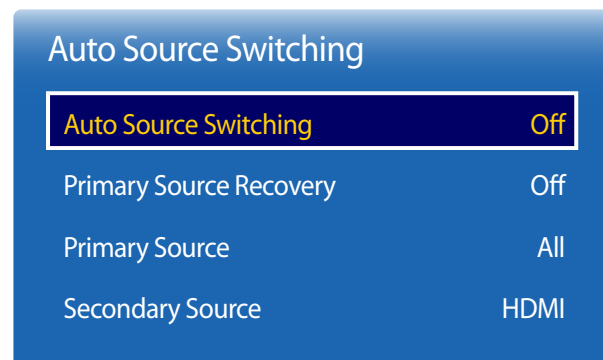 Auto Source Switching
Auto Source Switching Off
Primary Source Recovery Off
Primary Source All
Secondary Source HDMI